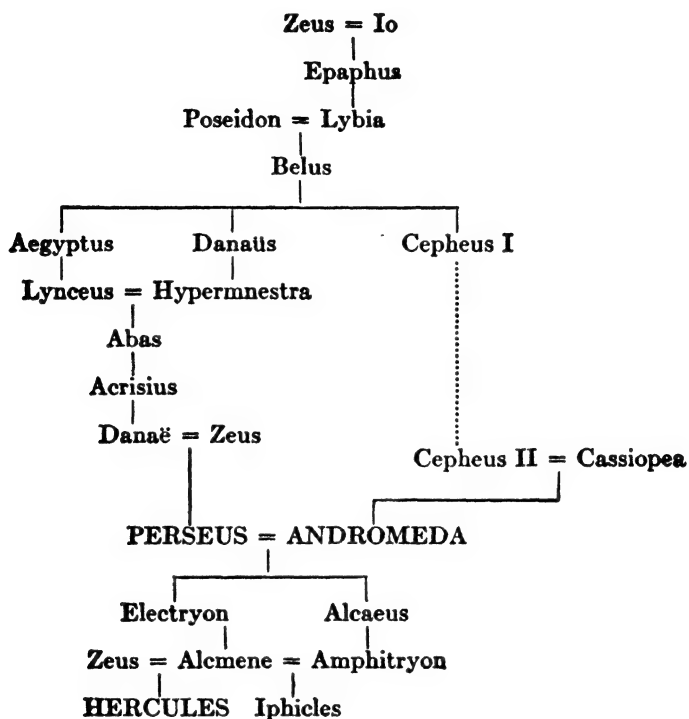 Zeus = Io
Epaphus
Poseidon = Lybia
Belus
Aegyptus Danaüs Cepheus I
Lynceus = Hypermnestra
Abas
Acrisius
Danaë = Zeus
Cepheus II = Cassiopea
PERSEUS = ANDROMEDA
Electryon Alcaeus
Zeus = Alcmene = Amphitryon
HERCULES Iphicles